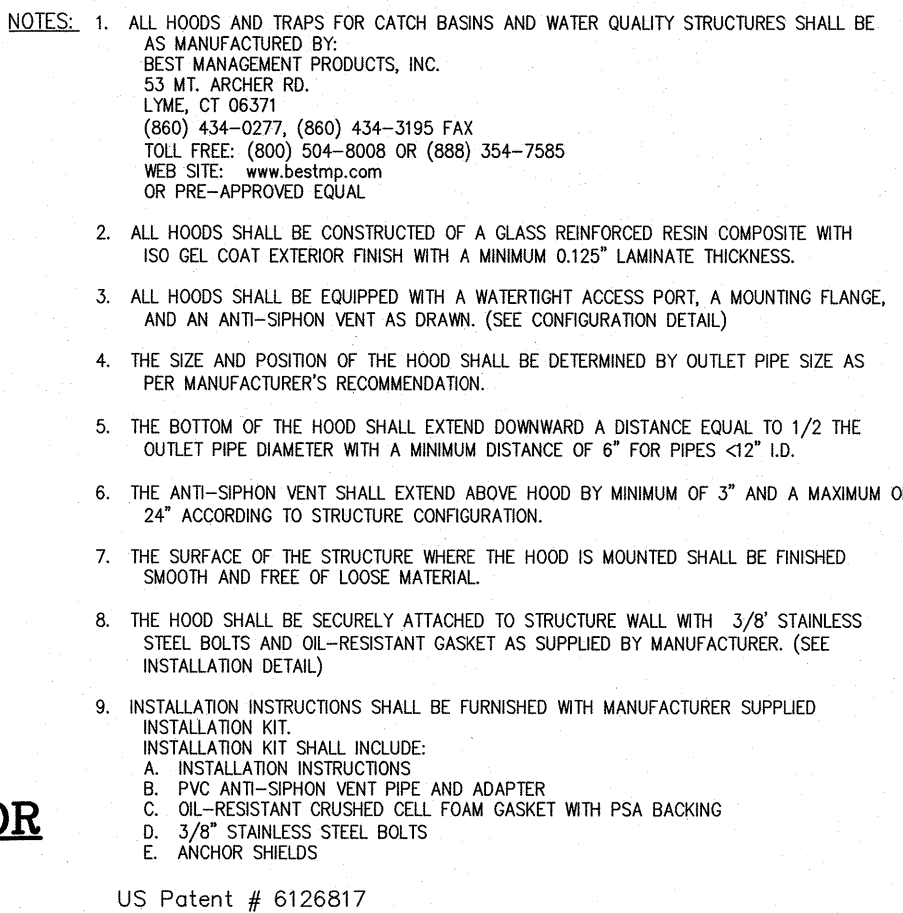 NOTES: 1. ALL HOODS AND TRAPS FOR CATCH BASINS AND WATER QUALITY STRUCTURES SHALL BE
AS MANUFACTURED BY:
BEST MANAGEMENT PRODUCTS, INC.
53 MT. ARCHER RD.
LYME, CT 06371
(860) 434-0277, (860) 434-3195 FAX
TOLL FREE: (800) 504-8008 OR (888) 354-7585
WEB SITE: www.bestmp.com
OR PRE-APPROVED EQUAL
2. ALL HOODS SHALL BE CONSTRUCTED OF A GLASS REINFORCED RESIN COMPOSITE WITH
ISO GEL COAT EXTERIOR FINISH WITH A MINIMUM 0.125" LAMINATE THICKNESS.
3. ALL HOODS SHALL BE EQUIPPED WITH A WATERTIGHT ACCESS PORT, A MOUNTING FLANGE,
AND AN ANTI-SIPHON VENT AS DRAWN. (SEE CONFIGURATION DETAIL)
4. THE SIZE AND POSITION OF THE HOOD SHALL BE DETERMINED BY OUTLET PIPE SIZE AS
PER MANUFACTURER'S RECOMMENDATION.
5. THE BOTTOM OF THE HOOD SHALL EXTEND DOWNWARD A DISTANCE EQUAL TO 1/2 THE
OUTLET PIPE DIAMETER WITH A MINIMUM DISTANCE OF 6" FOR PIPES <12" I.D.
6. THE ANTI-SIPHON VENT SHALL EXTEND ABOVE HOOD BY MINIMUM OF 3" AND A MAXIMUM O
24" ACCORDING TO STRUCTURE CONFIGURATION.
7. THE SURFACE OF THE STRUCTURE WHERE THE HOOD IS MOUNTED SHALL BE FINISHED
SMOOTH AND FREE OF LOOSE MATERIAL.
8. THE HOOD SHALL BE SECURELY ATTACHED TO STRUCTURE WALL WITH 3/8' STAINLESS
STEEL BOLTS AND OIL-RESISTANT GASKET AS SUPPLIED BY MANUFACTURER. (SEE
INSTALLATION DETAIL)
9. INSTALLATION INSTRUCTIONS SHALL BE FURNISHED WITH MANUFACTURER SUPPLIED
INSTALLATION KIT.
INSTALLATION KIT SHALL INCLUDE:
A. INSTALLATION INSTRUCTIONS
B. PVC ANTI-SIPHON VENT PIPE AND ADAPTER
C. OIL-RESISTANT CRUSHED CELL FOAM GASKET WITH PSA BACKING
D. 3/8" STAINLESS STEEL BOLTS
E. ANCHOR SHIELDS
OR
US Patent # 6126817